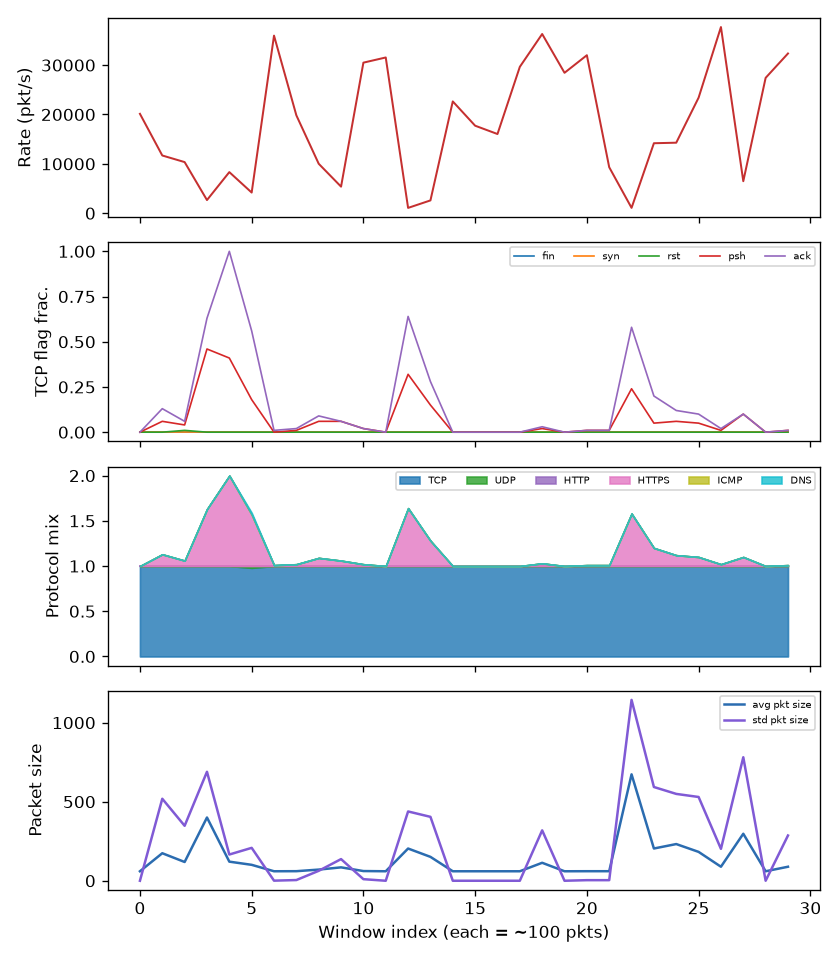 Rate (pkt/s)
30000
20000
10000
0
TCP flag frac.
1.00
0.75
0.50
0.25
0.00
fin syn rst psh ack
Protocol mix
2.0
1.5
1.0
0.5
0.0
TCP UDP HTTP HTTPS ICMP DNS
Packet size
1000
500
0
avg pkt size
std pkt size
0 5 10 15 20 25 30
Window index (each = ~100 pkts)